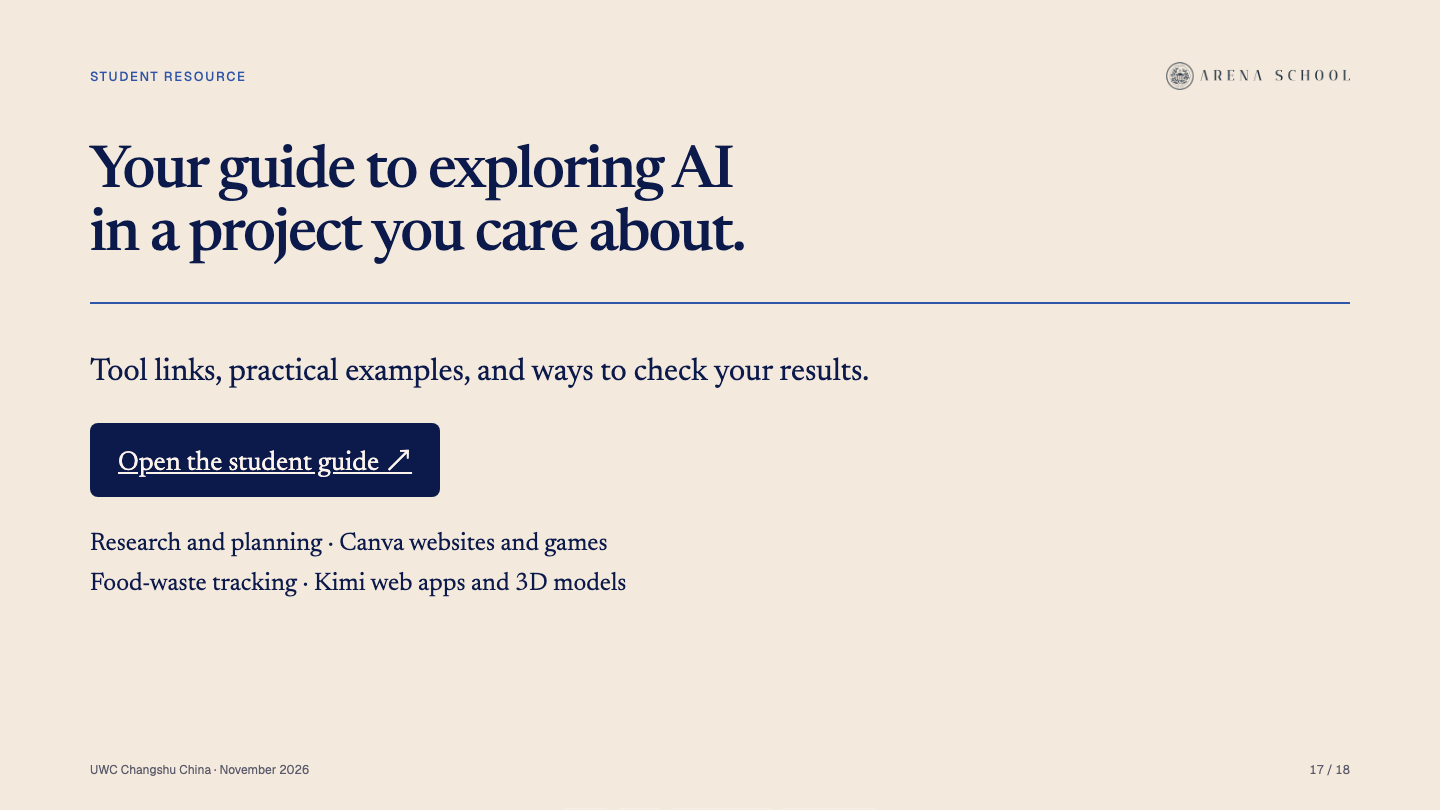 STUDENT RESOURCE
ARENA SCHOOL
Your guide to exploring AI
in a project you care about.
Tool links, practical examples, and ways to check your results.
Open the student guide ↗
Research and planning · Canva websites and games
Food-waste tracking · Kimi web apps and 3D models
UWC Changshu China · November 2026
17 / 18